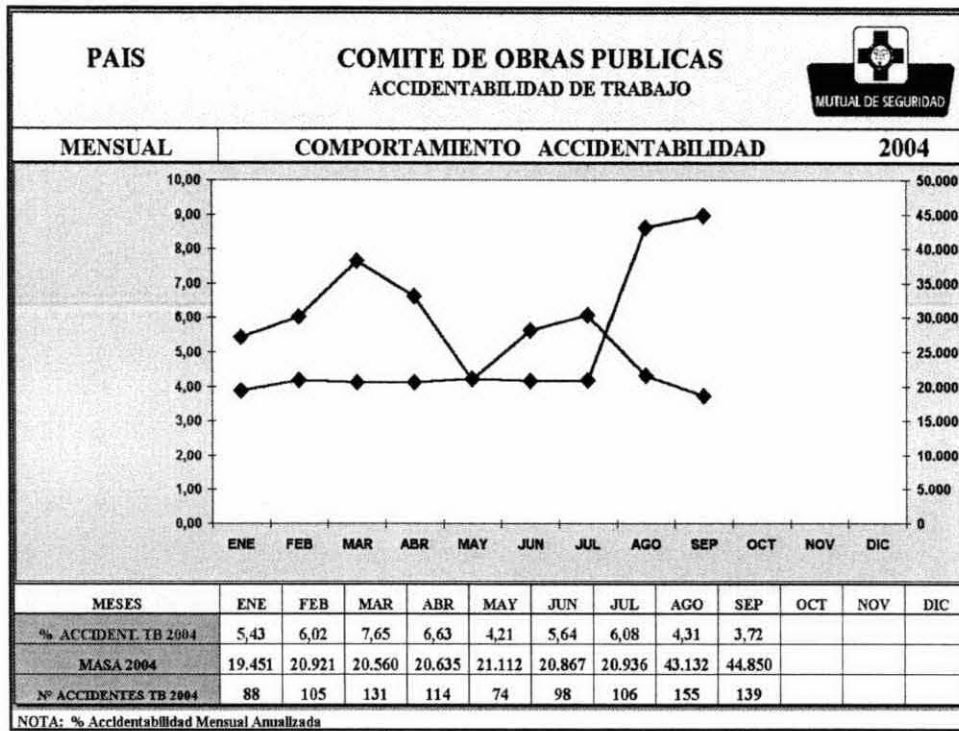 PAIS
COMITE DE OBRAS PUBLICAS
ACCIDENTABILIDAD DE TRABAJO
MUTUAL DE SEGURIDAD
MENSUAL COMPORTAMIENTO ACCIDENTABILIDAD 2004
10,00 50.000
9,00 45.000
8,00 40.000
7,00 35.000
6,00 30.000
5,00 25.000
4,00 20.000
3,00 15.000
2,00 10.000
1,00 5.000
0,00 0
ENE FEB MAR ABR MAY JUN JUL AGO SEP OCT NOV DIC
MESES ENE FEB MAR ABR MAY JUN JUL AGO SEP OCT NOV DIC
% ACCIDENT. TB 2004 5,43 6,02 7,65 6,63 4,21 5,64 6,08 4,31 3,72
MASA 2004 19.451 20.921 20.560 20.635 21.112 20.867 20.936 43.132 44.850
Nº ACCIDENTES TB 2004 88 105 131 114 74 98 106 155 139
NOTA: % Accidentabilidad Mensual Anualizada